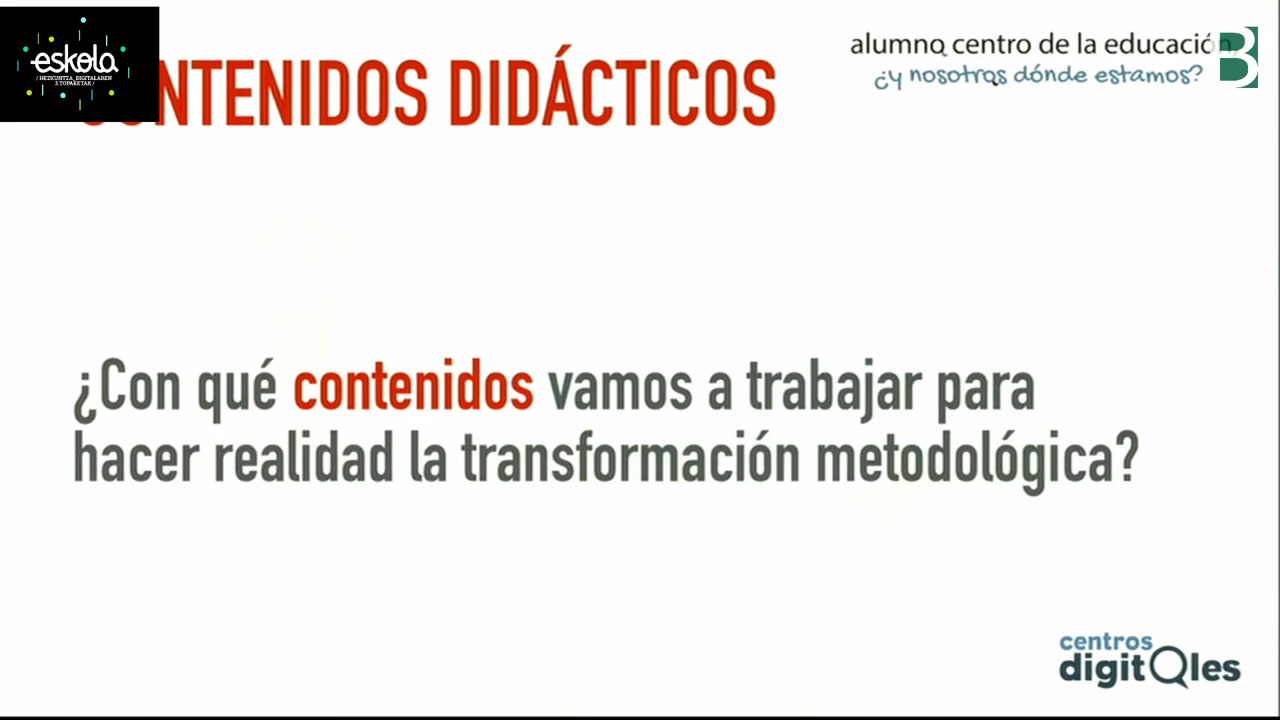 eskola
/ HEZKUNTZA_DIGITALAREN
3.TOPAKETAK /
CONTENIDOS DIDÁCTICOS
alumno centro de la educación,
¿y nosotros dónde estamos?
B
¿Con qué contenidos vamos a trabajar para
hacer realidad la transformación metodológica?
centros
digitales